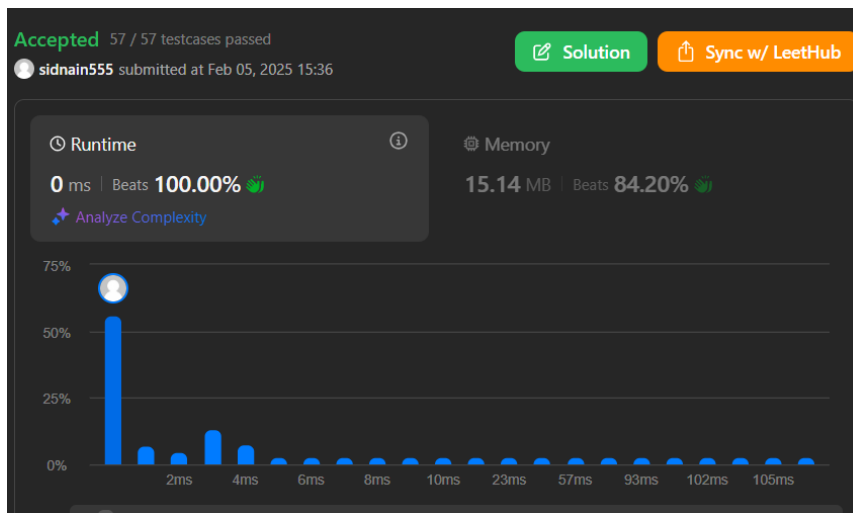 Accepted 57 / 57 testcases passed
sidnain555 submitted at Feb 05, 2025 15:36
Solution
Sync w/ LeetHub
Runtime
0 ms | Beats 100.00%
Analyze Complexity
Memory
15.14 MB | Beats 84.20%
75%
50%
25%
0%
2ms 4ms 6ms 8ms 10ms 23ms 57ms 93ms 102ms 105ms